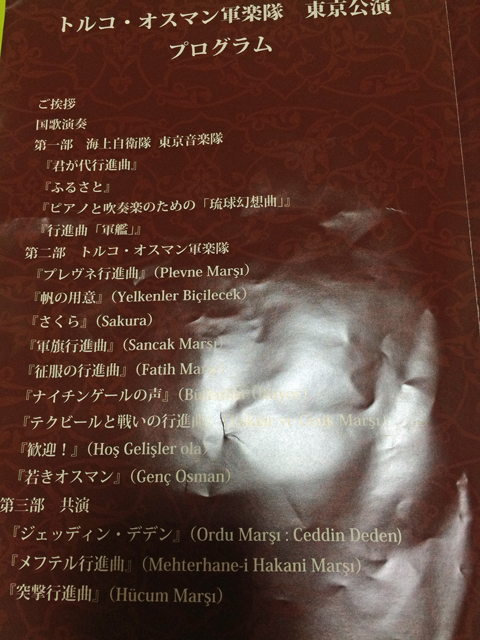 トルコ・オスマン軍楽隊　東京公演
プログラム
ご挨拶
国歌演奏
第一部　海上自衛隊 東京音楽隊
『君が代行進曲』
『ふるさと』
『ピアノと吹奏楽のための「琉球幻想曲」』
『行進曲「軍艦」』
第二部　トルコ・オスマン軍楽隊
『プレヴネ行進曲』（Plevne Marşı）
『帆の用意』（Yelkenler Biçilecek）
『さくら』（Sakura）
『軍旗行進曲』（Sancak Marşı）
『征服の行進曲』（Fatih Marşı）
『ナイチンゲールの声』
『テクビールと戦いの行進 Marşı）
『歓迎！』（Hoş Gelişler ola）
『若きオスマン』（Genç Osman）
第三部　共演
『ジェッディン・デデン』（Ordu Marşı : Ceddin Deden)
『メフテル行進曲』（Mehterhane-i Hakani Marşı）
『突撃行進曲』（Hücum Marşı）